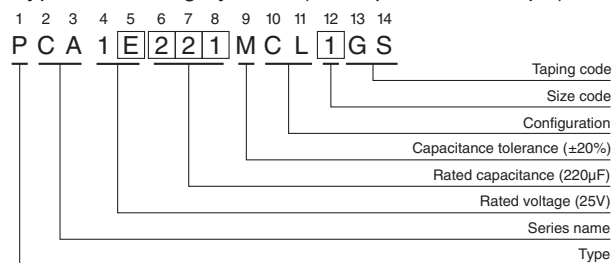 1 2 3 4 5 6 7 8 9 10 11 12 13 14
P C A 1 E 2 2 1 M C L 1 G S
Taping code
Size code
Configuration
Capacitance tolerance (±20%)
Rated capacitance (220µF)
Rated voltage (25V)
Series name
Type